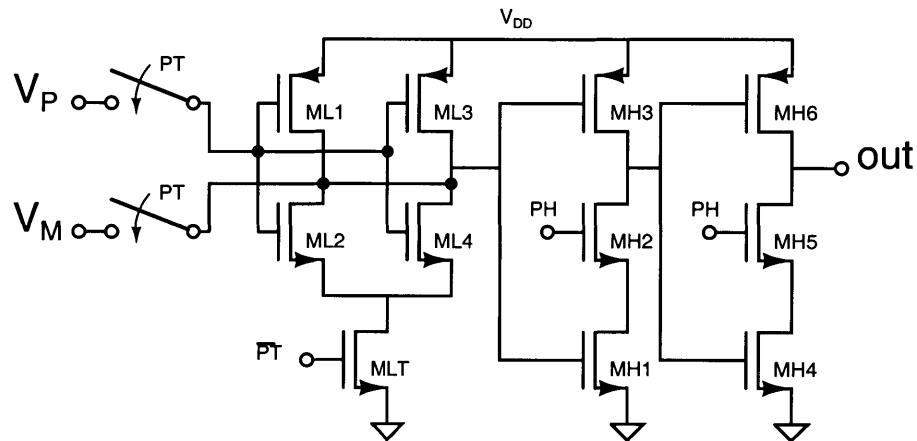 V_DD
PT
V_P
ML1
ML3
MH3
MH6
out
PT
V_M
ML2
ML4
PH
MH2
PH
MH5
P̅T̅
MLT
MH1
MH4